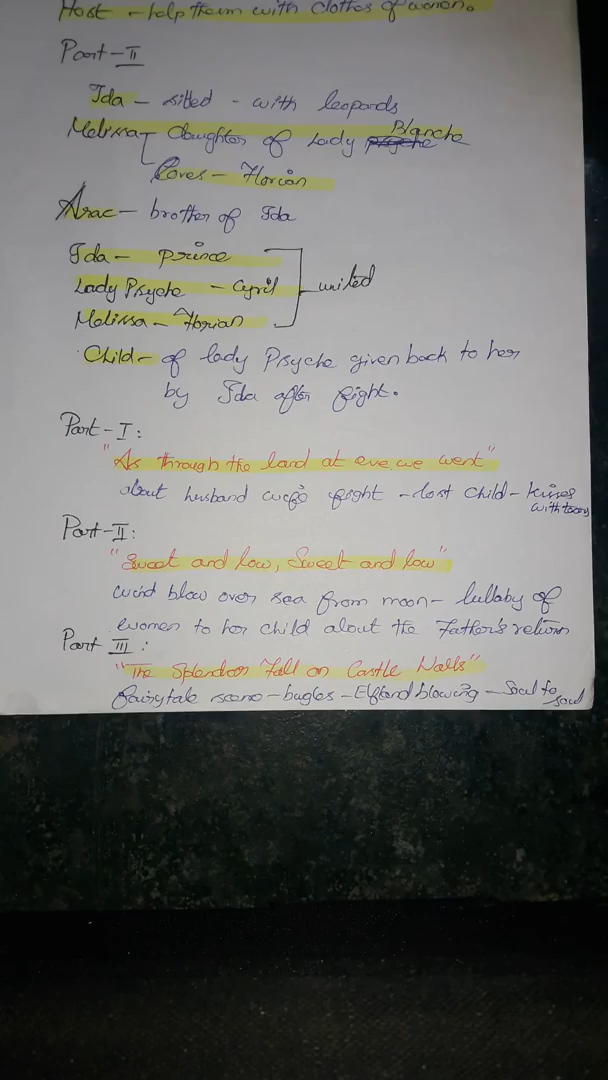 Host - help them with clothes of women.
Part - II
Ida - sitted - with leopards
Melissa - daughter of Lady Blanche
Loves - Florian
Arac - brother of Ida
Ida - prince
Lady Psyche - Cyril united
Melissa - Florian
Child - of lady Psyche given back to her
by Ida after fight.
Part - I :
"As through the land at eve we went"
about husband wife fight - lost child - kisses
with tears
Part - II :
"Sweet and low, Sweet and low"
wind blow over sea from moon - lullaby of
women to her child about the Father's return
Part III :
"The Splendour Fall on Castle Walls"
fairytale scene - bugles - Elfland blowing - Soul to
soul